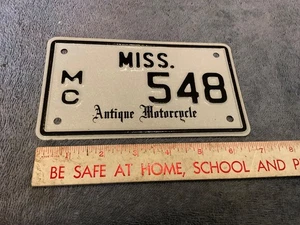 MISS.
MC 548
Antique Motorcycle
BE SAFE AT HOME, SCHOOL AND P